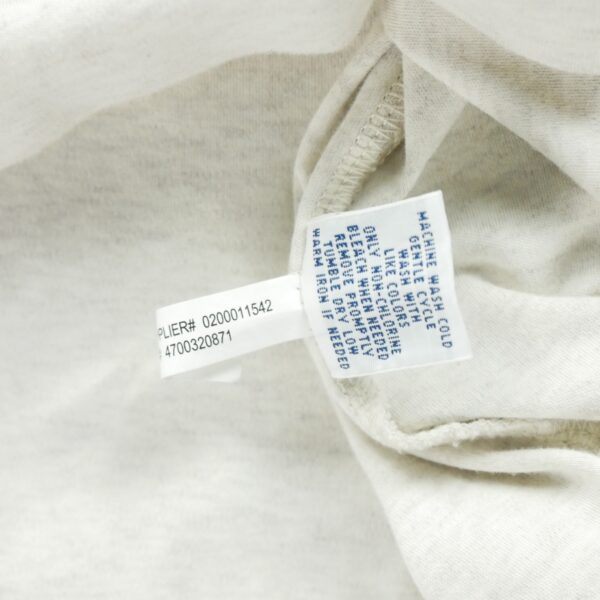 PLIER# 0200011542
4700320871
MACHINE WASH COLD
GENTLE CYCLE
WASH WITH
LIKE COLORS
ONLY NON-CHLORINE
BLEACH WHEN NEEDED
REMOVE PROMPTLY
TUMBLE DRY LOW
WARM IRON IF NEEDED